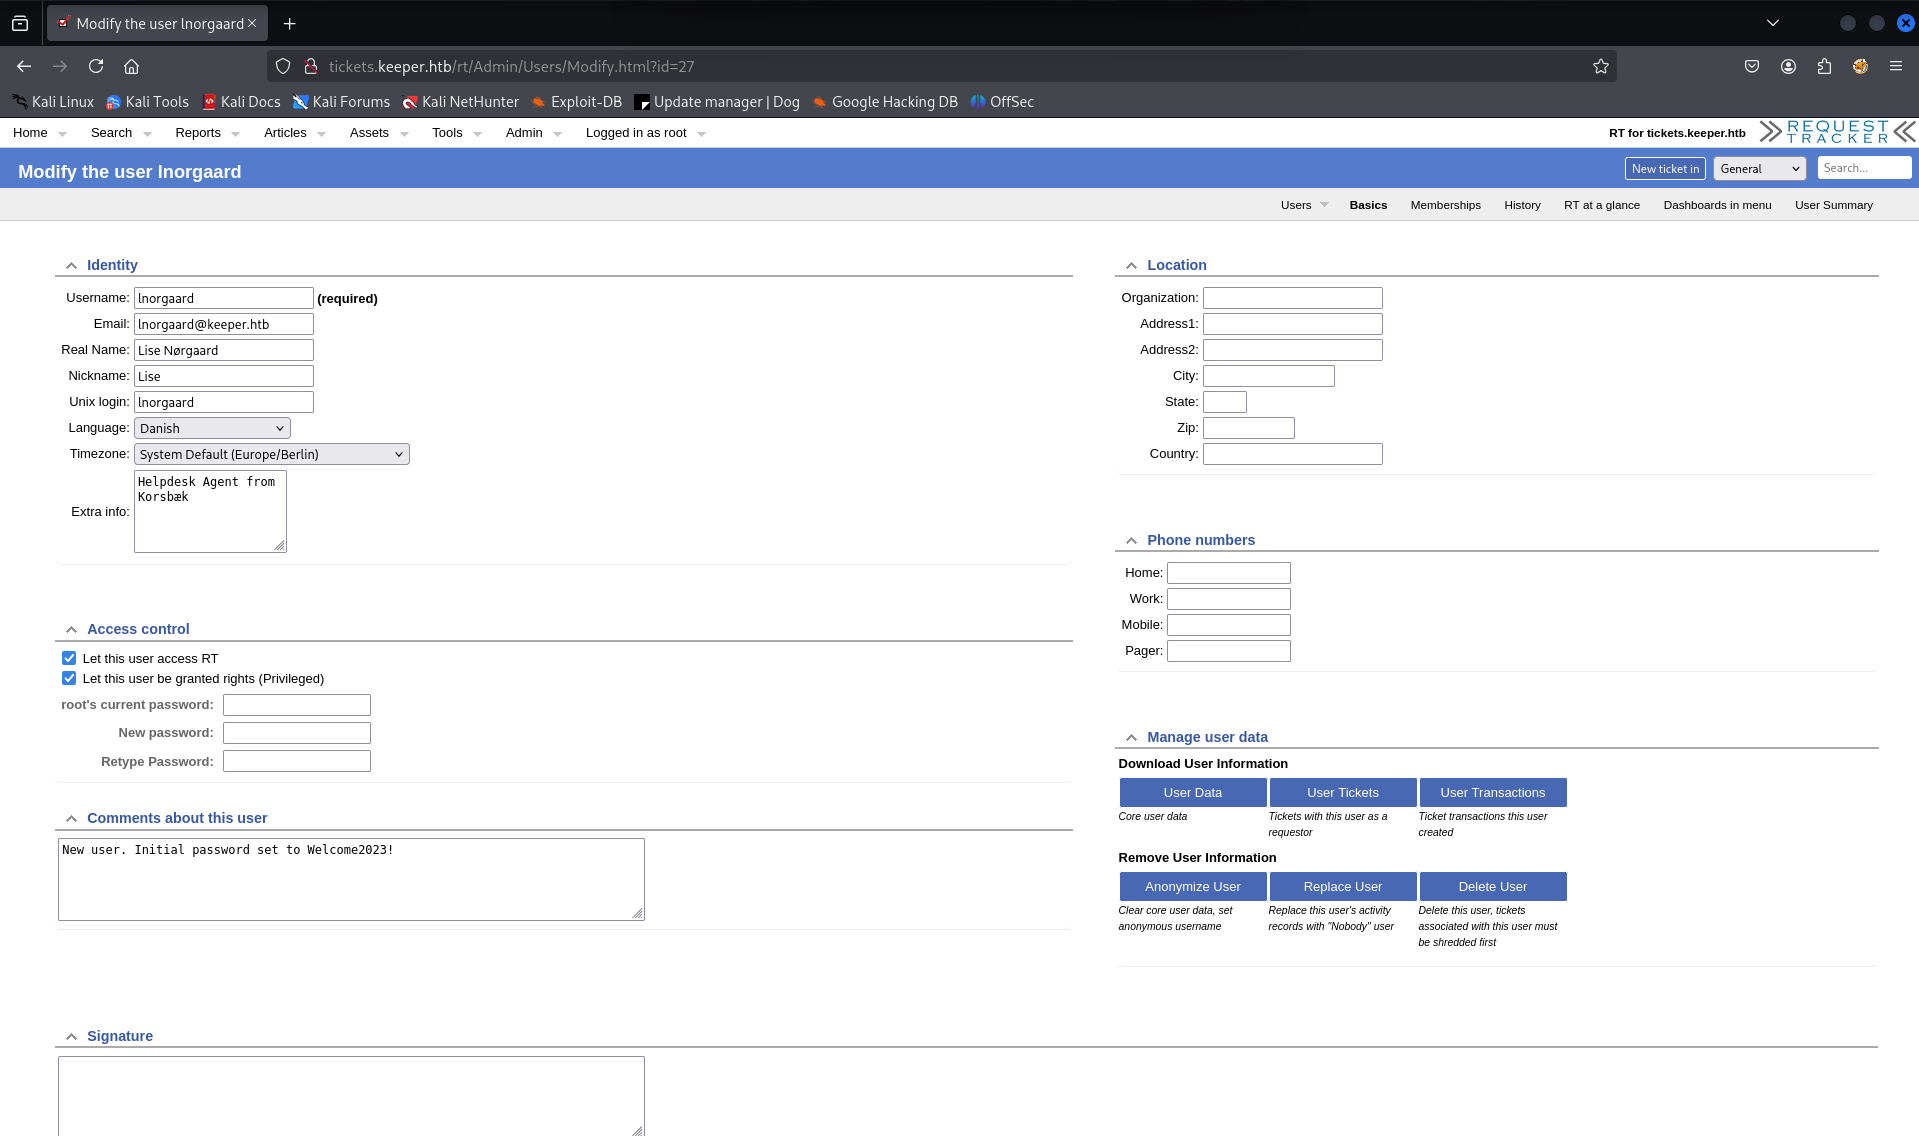 Modify the user lnorgaard
tickets.keeper.htb/rt/Admin/Users/Modify.html?id=27
Kali Linux Kali Tools Kali Docs Kali Forums Kali NetHunter Exploit-DB Update manager | Dog Google Hacking DB OffSec
Home Search Reports Articles Assets Tools Admin Logged in as root RT for tickets.keeper.htb REQUEST TRACKER
Modify the user lnorgaard New ticket in General Search...
Users Basics Memberships History RT at a glance Dashboards in menu User Summary
Identity
Username: lnorgaard (required)
Email: lnorgaard@keeper.htb
Real Name: Lise Nørgaard
Nickname: Lise
Unix login: lnorgaard
Language: Danish
Timezone: System Default (Europe/Berlin)
Extra info: Helpdesk Agent from
Korsbæk
Access control
Let this user access RT
Let this user be granted rights (Privileged)
root's current password:
New password:
Retype Password:
Comments about this user
New user. Initial password set to Welcome2023!
Location
Organization:
Address1:
Address2:
City:
State:
Zip:
Country:
Phone numbers
Home:
Work:
Mobile:
Pager:
Manage user data
Download User Information
User Data User Tickets User Transactions
Core user data Tickets with this user as a Ticket transactions this user
requestor created
Remove User Information
Anonymize User Replace User Delete User
Clear core user data, set Replace this user's activity Delete this user, tickets
anonymous username records with "Nobody" user associated with this user must
be shredded first
Signature